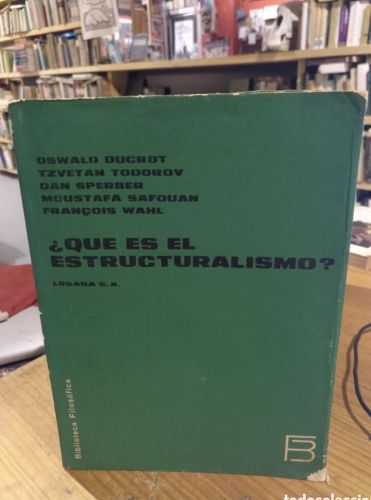 OSWALD DUCROT
TZVETAN TODOROV
DAN SPERBER
MOUSTAFA SAFOUAN
FRANÇOIS WAHL
¿QUE ES EL
ESTRUCTURALISMO?
LOSADA S. A.
Biblioteca Filosófica